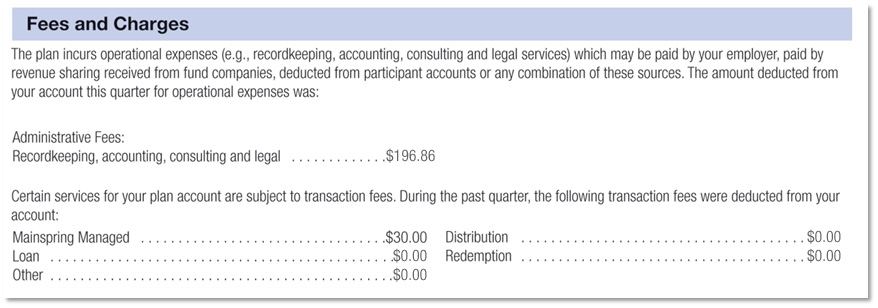 Fees and Charges
The plan incurs operational expenses (e.g., recordkeeping, accounting, consulting and legal services) which may be paid by your employer, paid by
revenue sharing received from fund companies, deducted from participant accounts or any combination of these sources. The amount deducted from
your account this quarter for operational expenses was:
Administrative Fees:
Recordkeeping, accounting, consulting and legal . . . . . . . . . . . . .$196.86
Certain services for your plan account are subject to transaction fees. During the past quarter, the following transaction fees were deducted from your
account:
Mainspring Managed . . . . . . . . . . . . . . . . . . . . . . . . . . . . . . . . .$30.00 Distribution . . . . . . . . . . . . . . . . . . . . . . . . . . . . . . . . . . . . . .$0.00
Loan . . . . . . . . . . . . . . . . . . . . . . . . . . . . . . . . . . . . . . . . . . . . . .$0.00 Redemption . . . . . . . . . . . . . . . . . . . . . . . . . . . . . . . . . . . . . .$0.00
Other . . . . . . . . . . . . . . . . . . . . . . . . . . . . . . . . . . . . . . . . . . . . . .$0.00